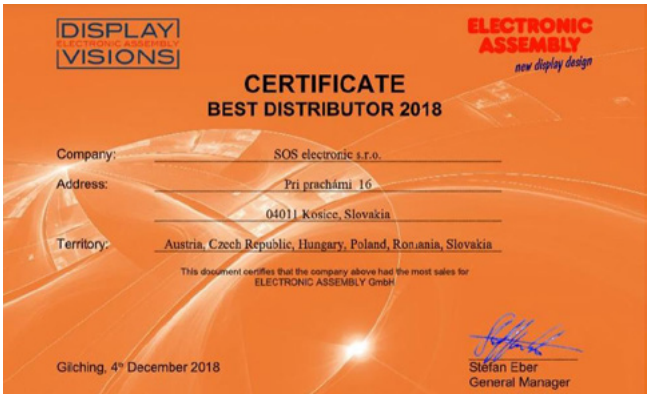 DISPLAY
ELECTRONIC ASSEMBLY
VISIONS
ELECTRONIC
ASSEMBLY
new display design
CERTIFICATE
BEST DISTRIBUTOR 2018
Company: SOS electronic s.r.o.
Address: Pri prachárni 16
04011 Kosice, Slovakia
Territory: Austria, Czech Republic, Hungary, Poland, Romania, Slovakia
This document certifies that the company above had the most sales for
ELECTRONIC ASSEMBLY GmbH
Gilching, 4th December 2018
Stefan Eber
General Manager